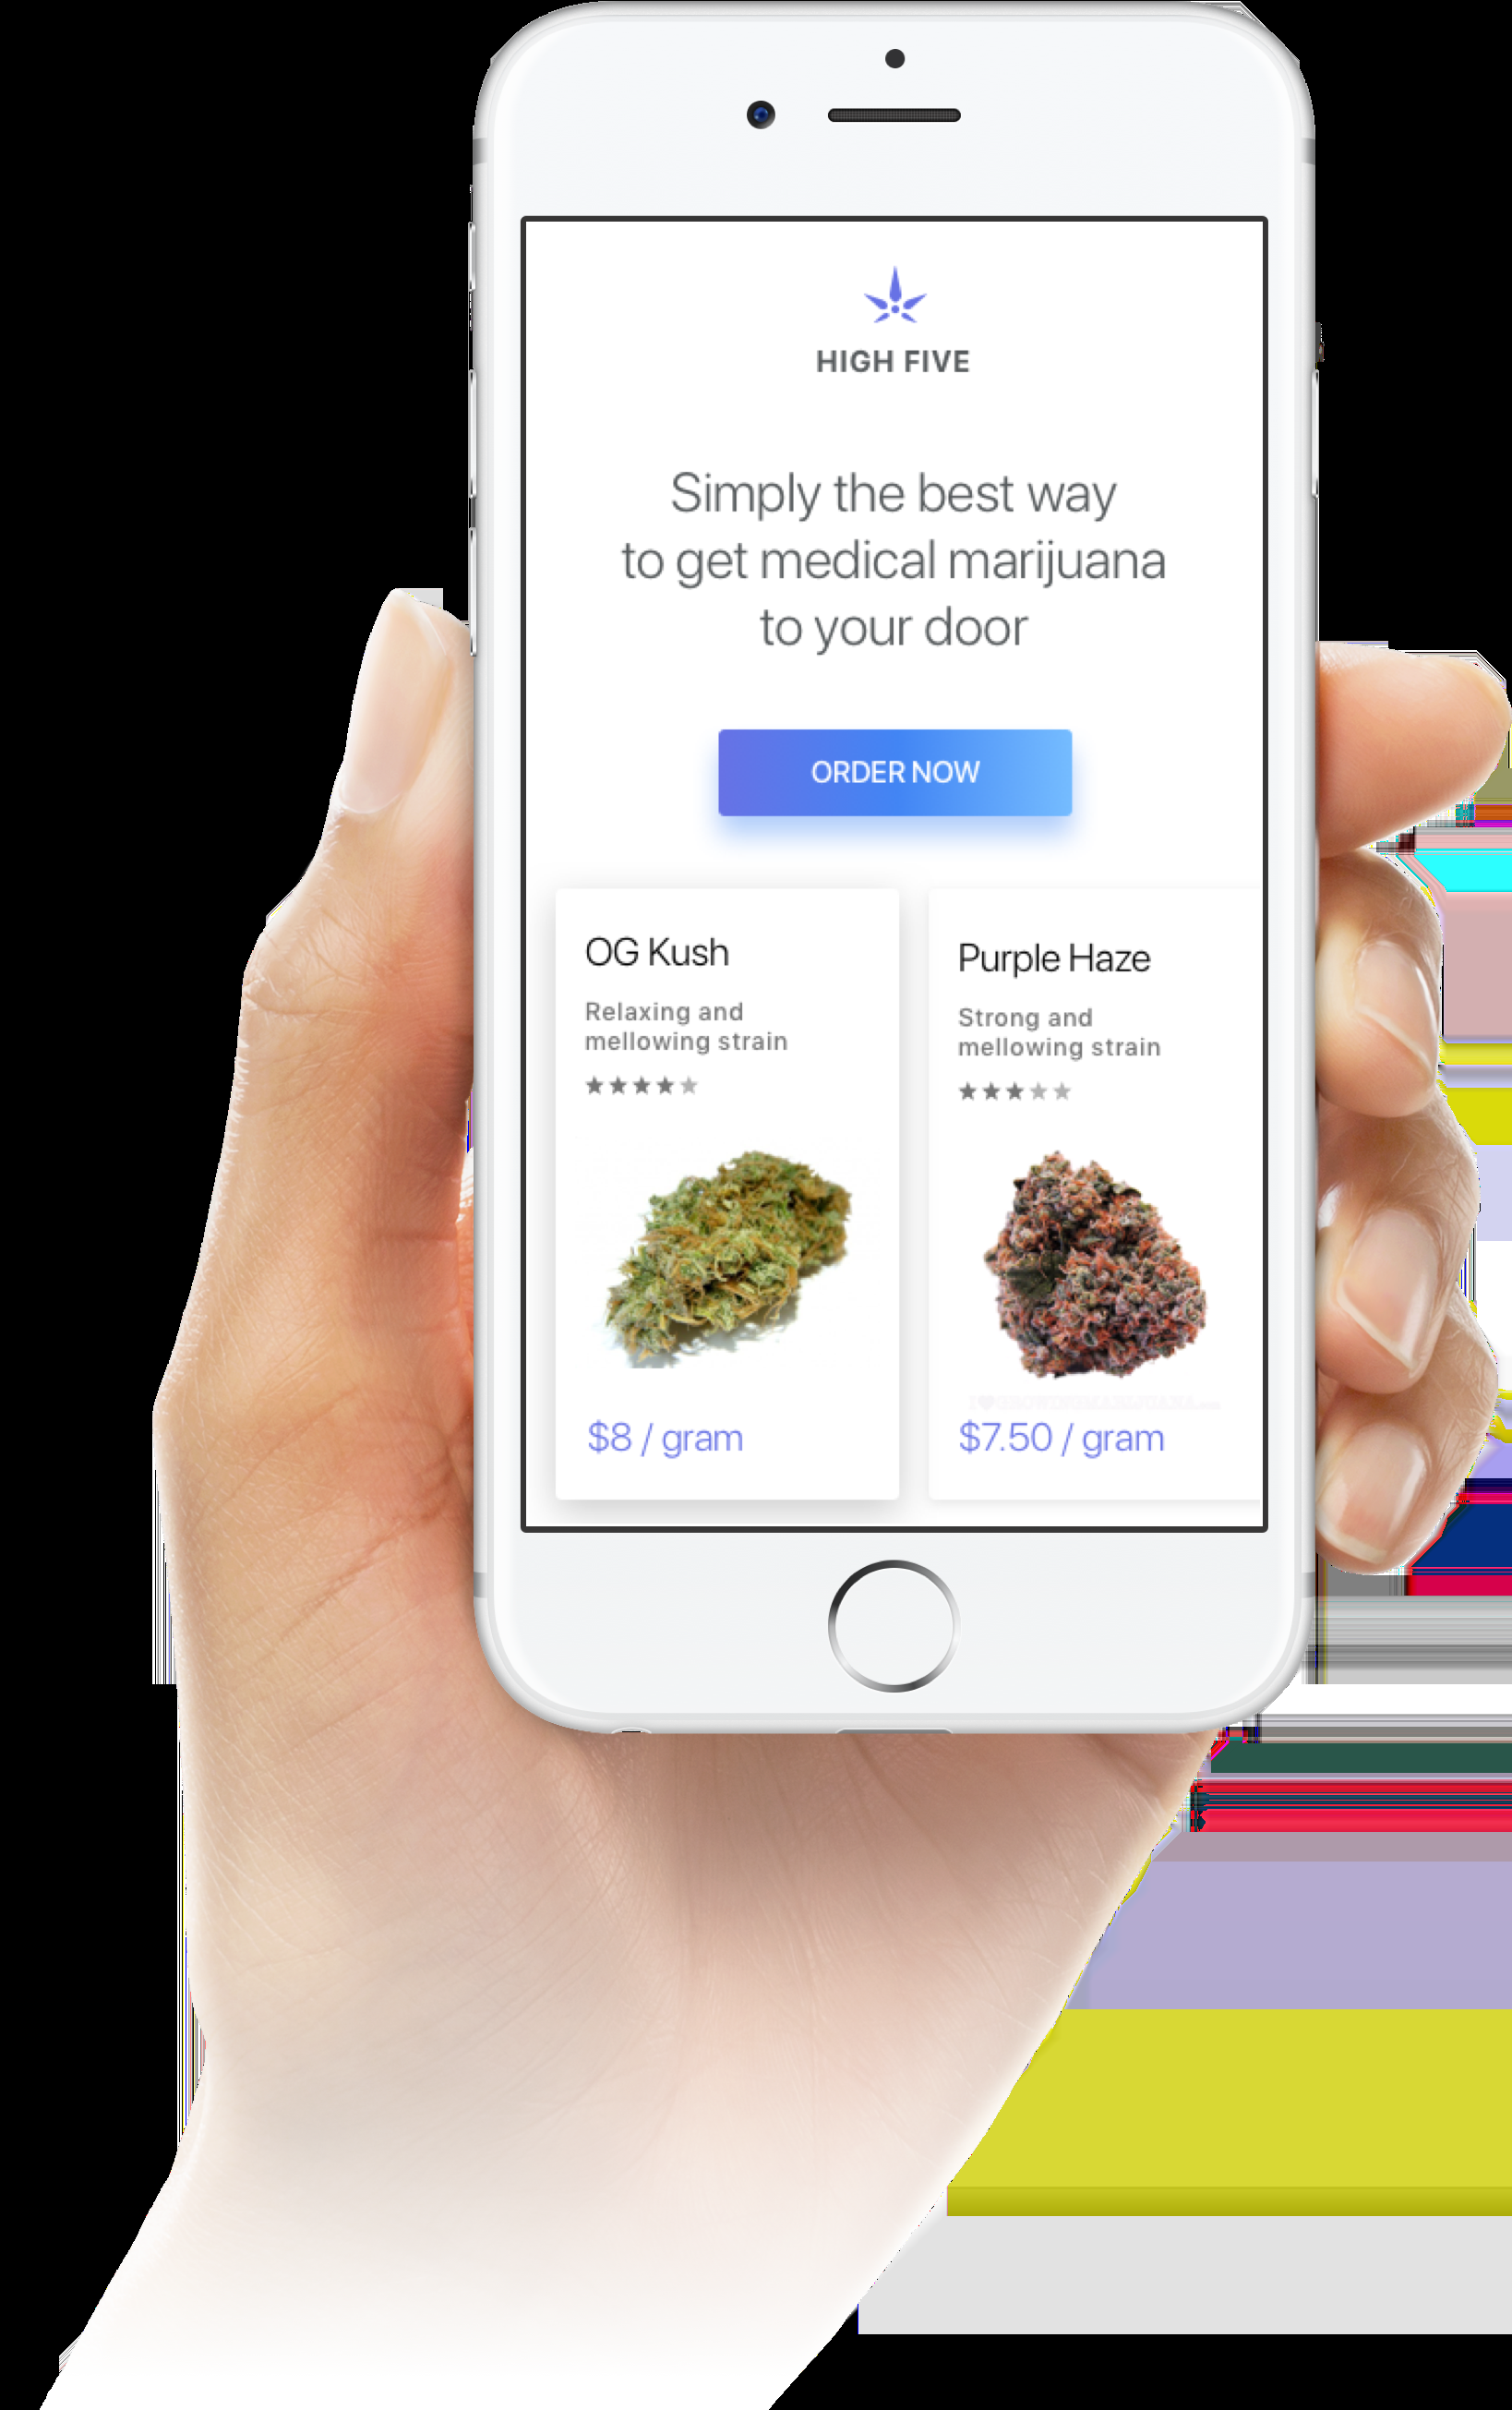 HIGH FIVE
Simply the best way
to get medical marijuana
to your door
ORDER NOW
OG Kush
Relaxing and
mellowing strain
$8 / gram
Purple Haze
Strong and
mellowing strain
$7.50 / gram